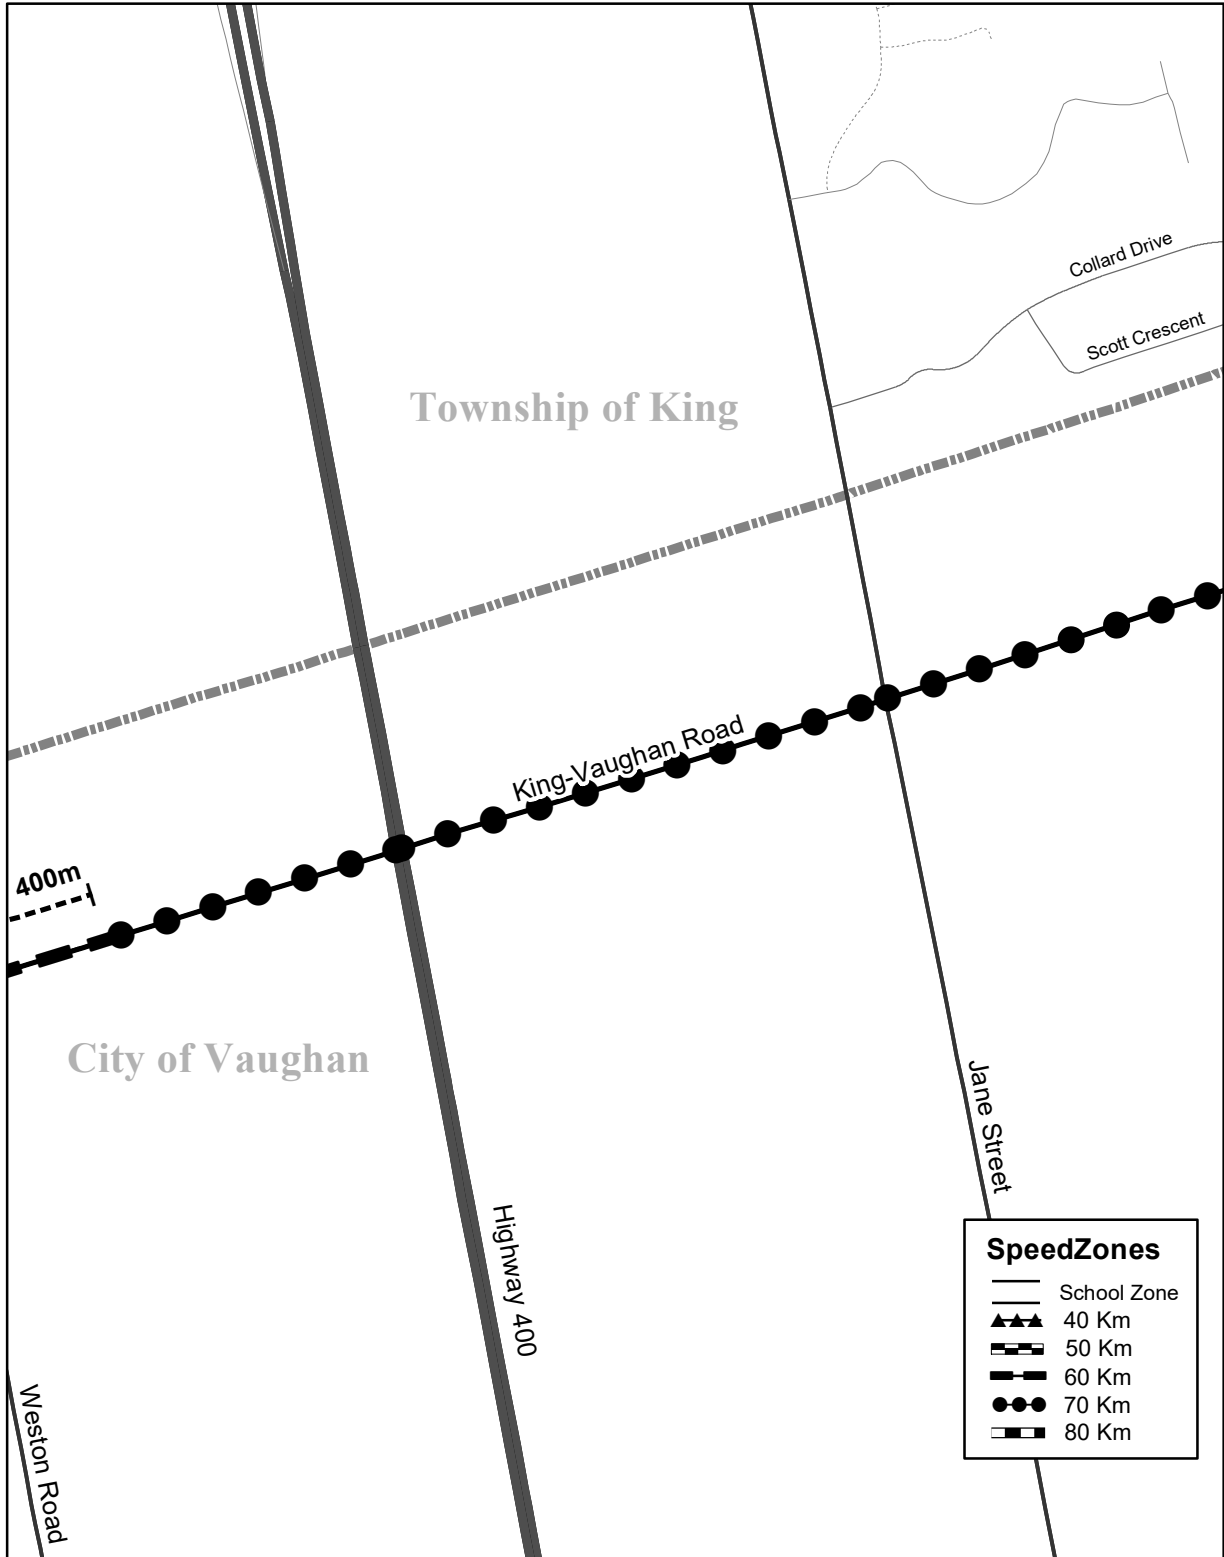 Collard Drive
Scott Crescent
Township of King
King-Vaughan Road
400m
City of Vaughan
Jane Street
Highway 400
Weston Road
SpeedZones
School Zone
40 Km
50 Km
60 Km
70 Km
80 Km